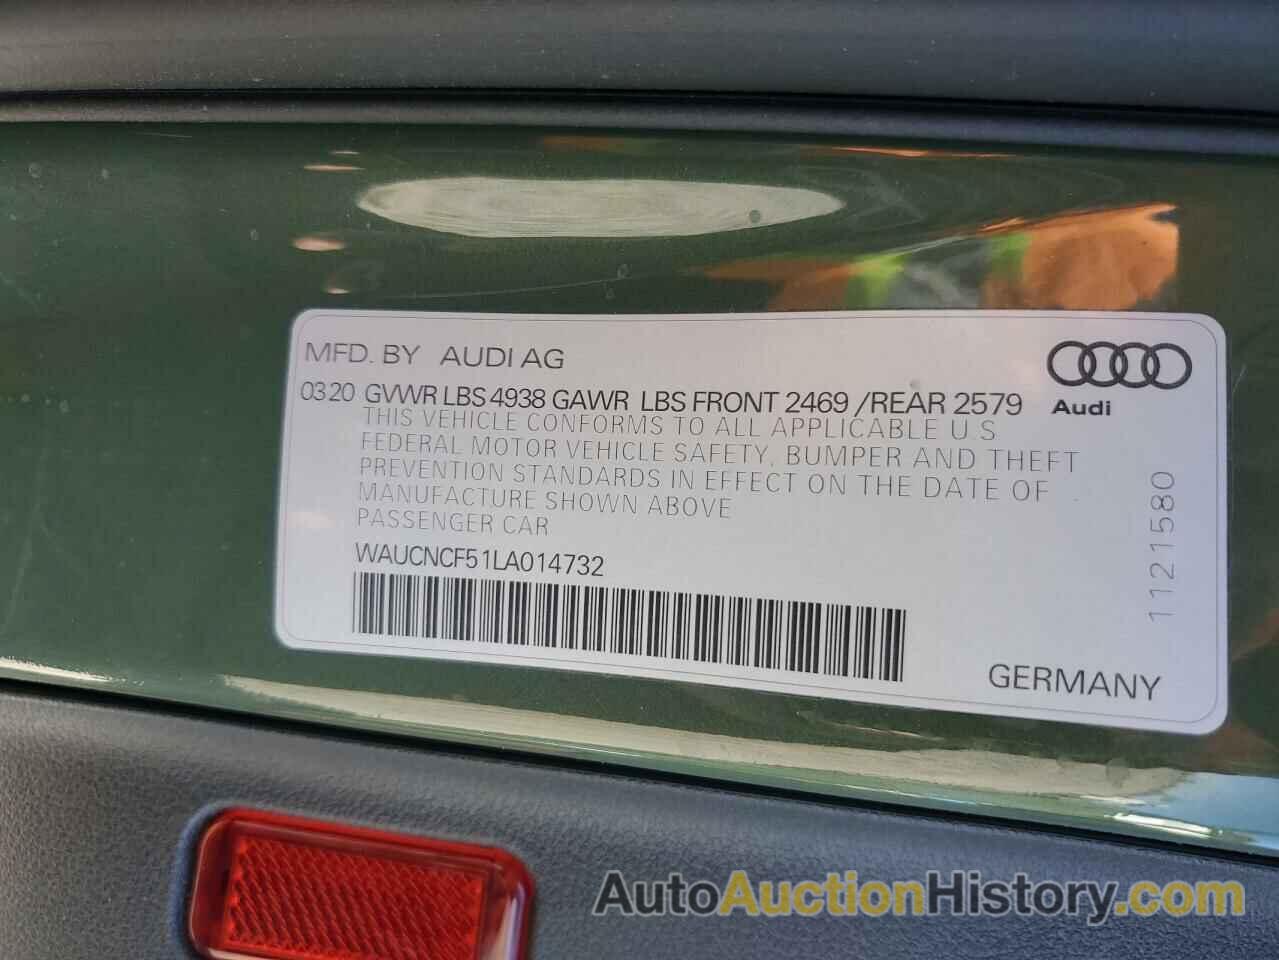 MFD. BY AUDI AG
0320 GVWR LBS 4938 GAWR LBS FRONT 2469 /REAR 2579
Audi
THIS VEHICLE CONFORMS TO ALL APPLICABLE U.S
FEDERAL MOTOR VEHICLE SAFETY, BUMPER AND THEFT
PREVENTION STANDARDS IN EFFECT ON THE DATE OF
MANUFACTURE SHOWN ABOVE
PASSENGER CAR
WAUCNCF51LA014732
1121580
GERMANY
AutoAuctionHistory.com